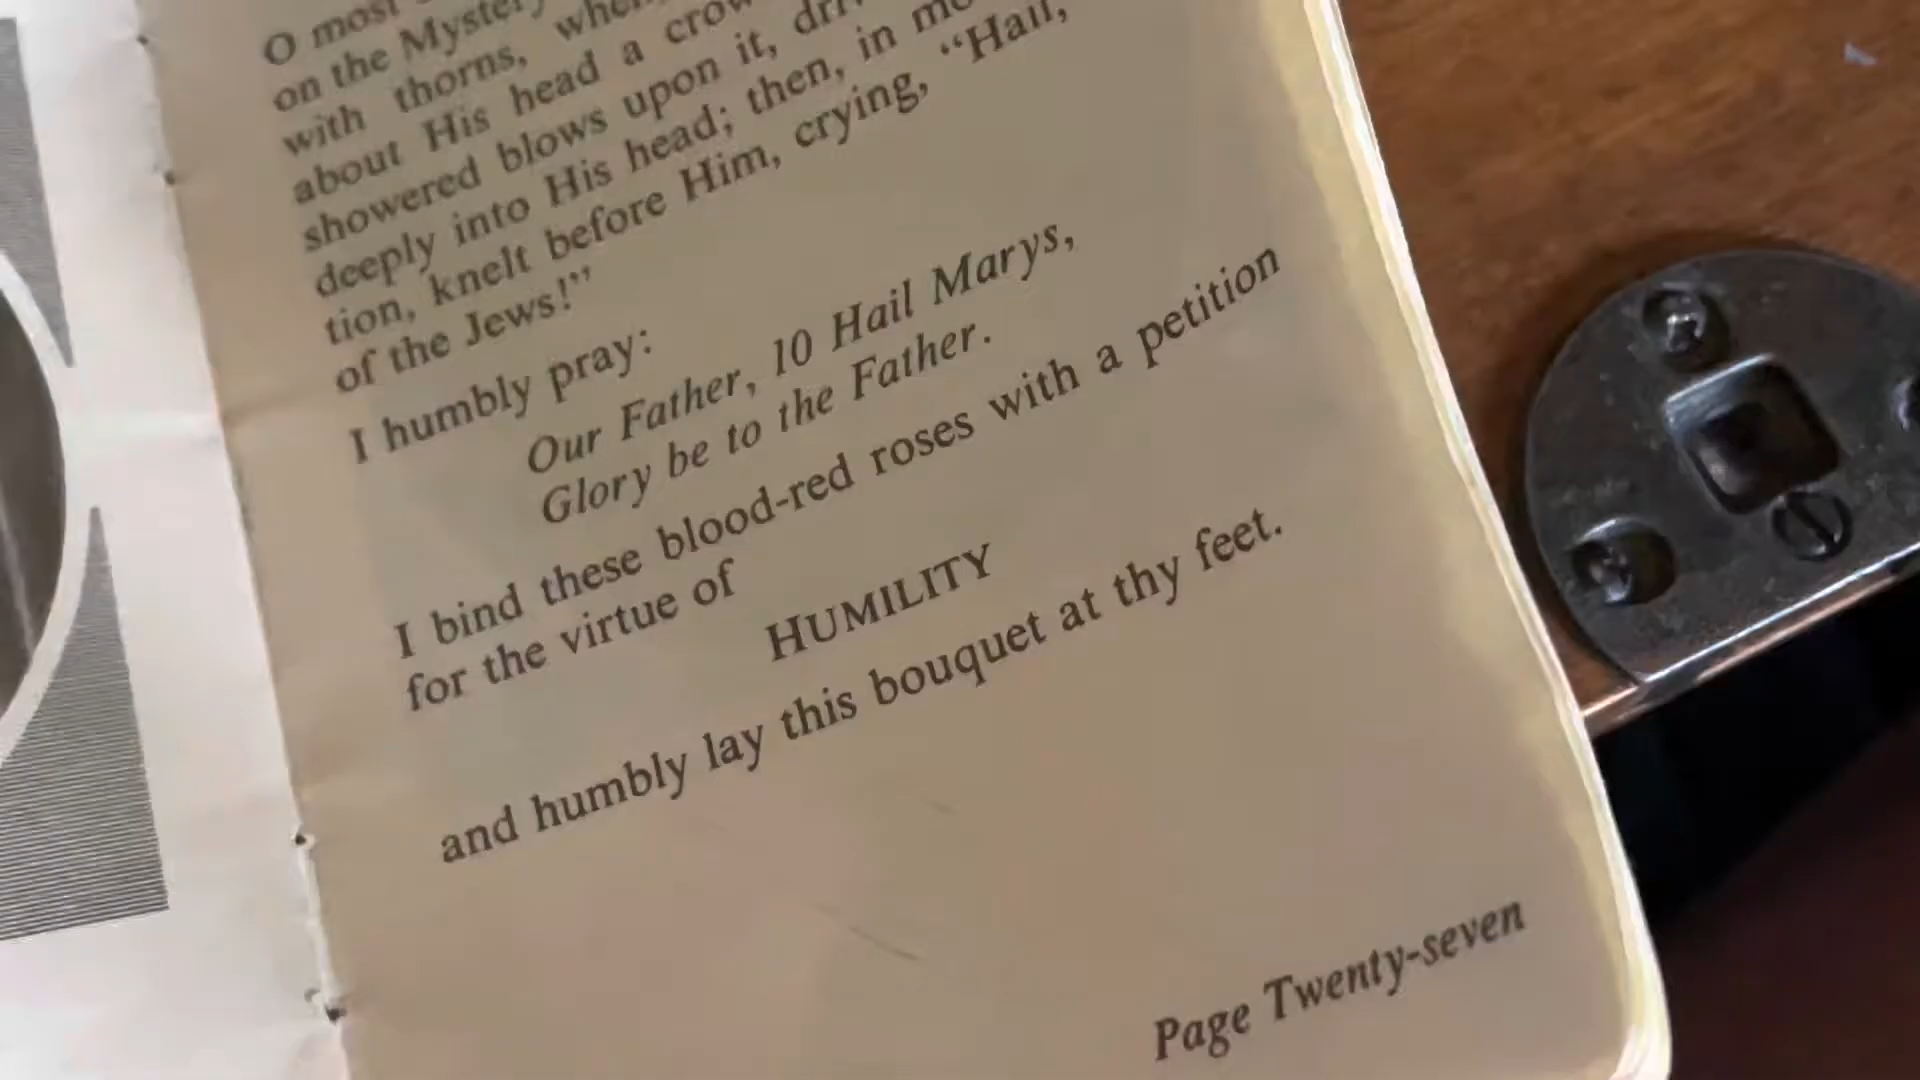 O most
on the Mystery
with thorns, when
about His head a crow
showered blows upon it, dri
deeply into His head; then, in mo
tion, knelt before Him, crying, “Hail,
of the Jews!”
I humbly pray:
Our Father, 10 Hail Marys,
Glory be to the Father.
I bind these blood-red roses with a petition
for the virtue of
HUMILITY
and humbly lay this bouquet at thy feet.
Page Twenty-seven